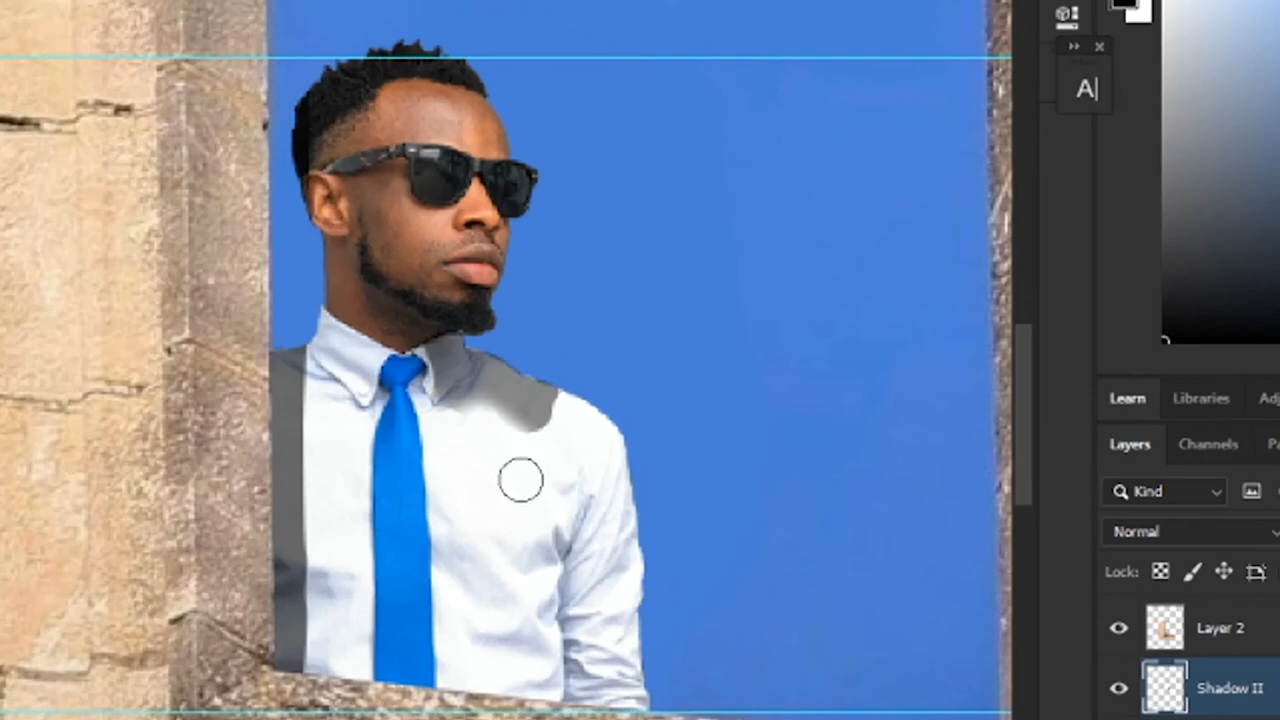 A
Learn
Libraries
Adj
Layers
Channels
Pa
Kind
Normal
Lock:
Layer 2
Shadow II